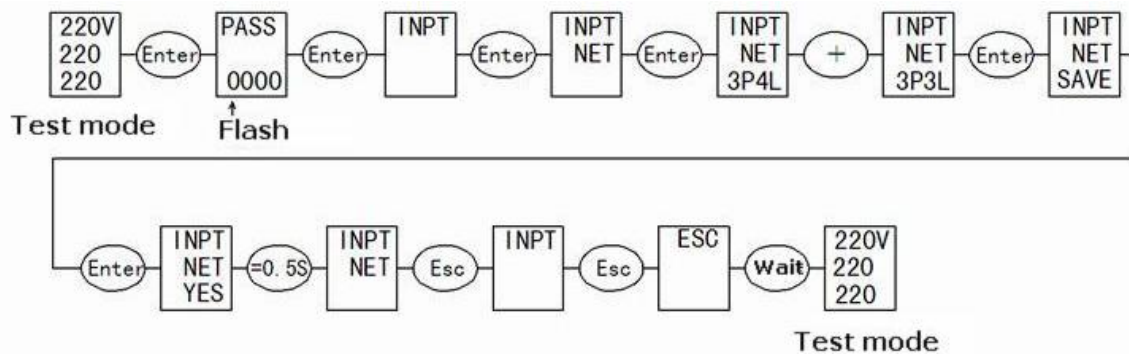 220V
220
220
Enter
PASS
0000
Enter
INPT
Enter
INPT
NET
Enter
INPT
NET
3P4L
+
INPT
NET
3P3L
Enter
INPT
NET
SAVE
Test mode
Flash
Enter
INPT
NET
YES
=0.5S
INPT
NET
Esc
INPT
Esc
ESC
Wait
220V
220
220
Test mode